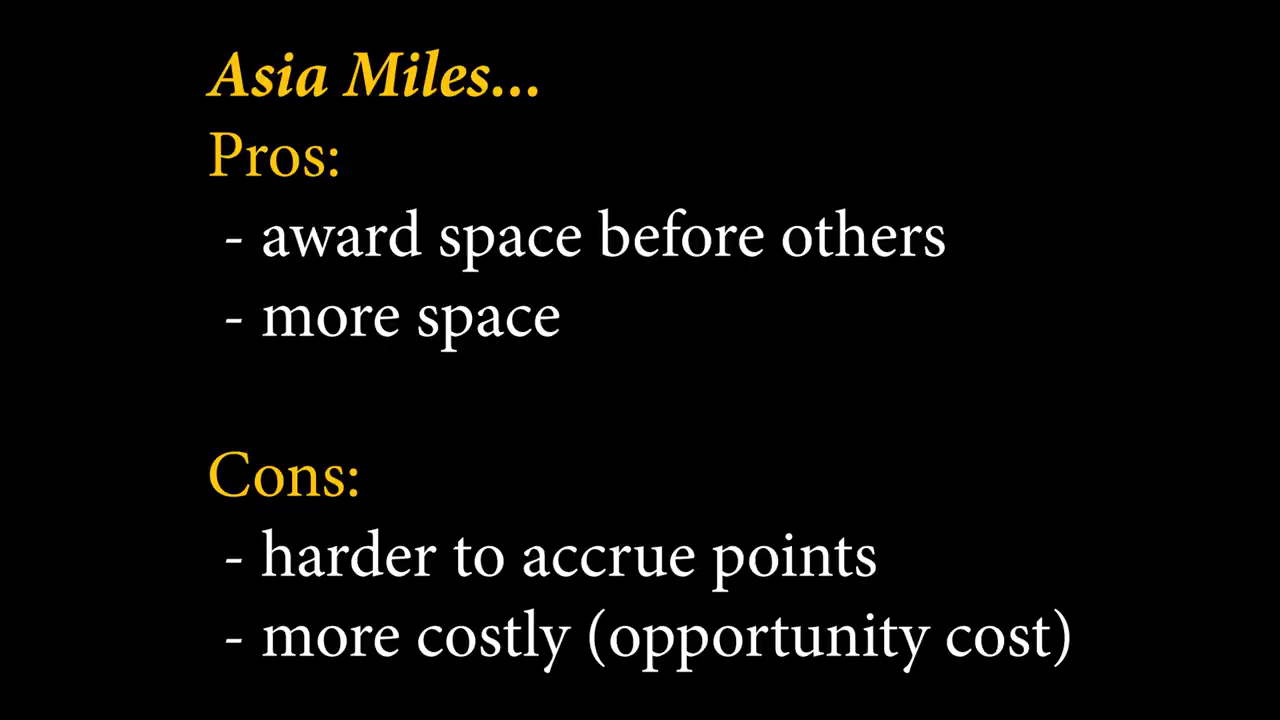 Asia Miles...
Pros:
- award space before others
- more space
Cons:
- harder to accrue points
- more costly (opportunity cost)